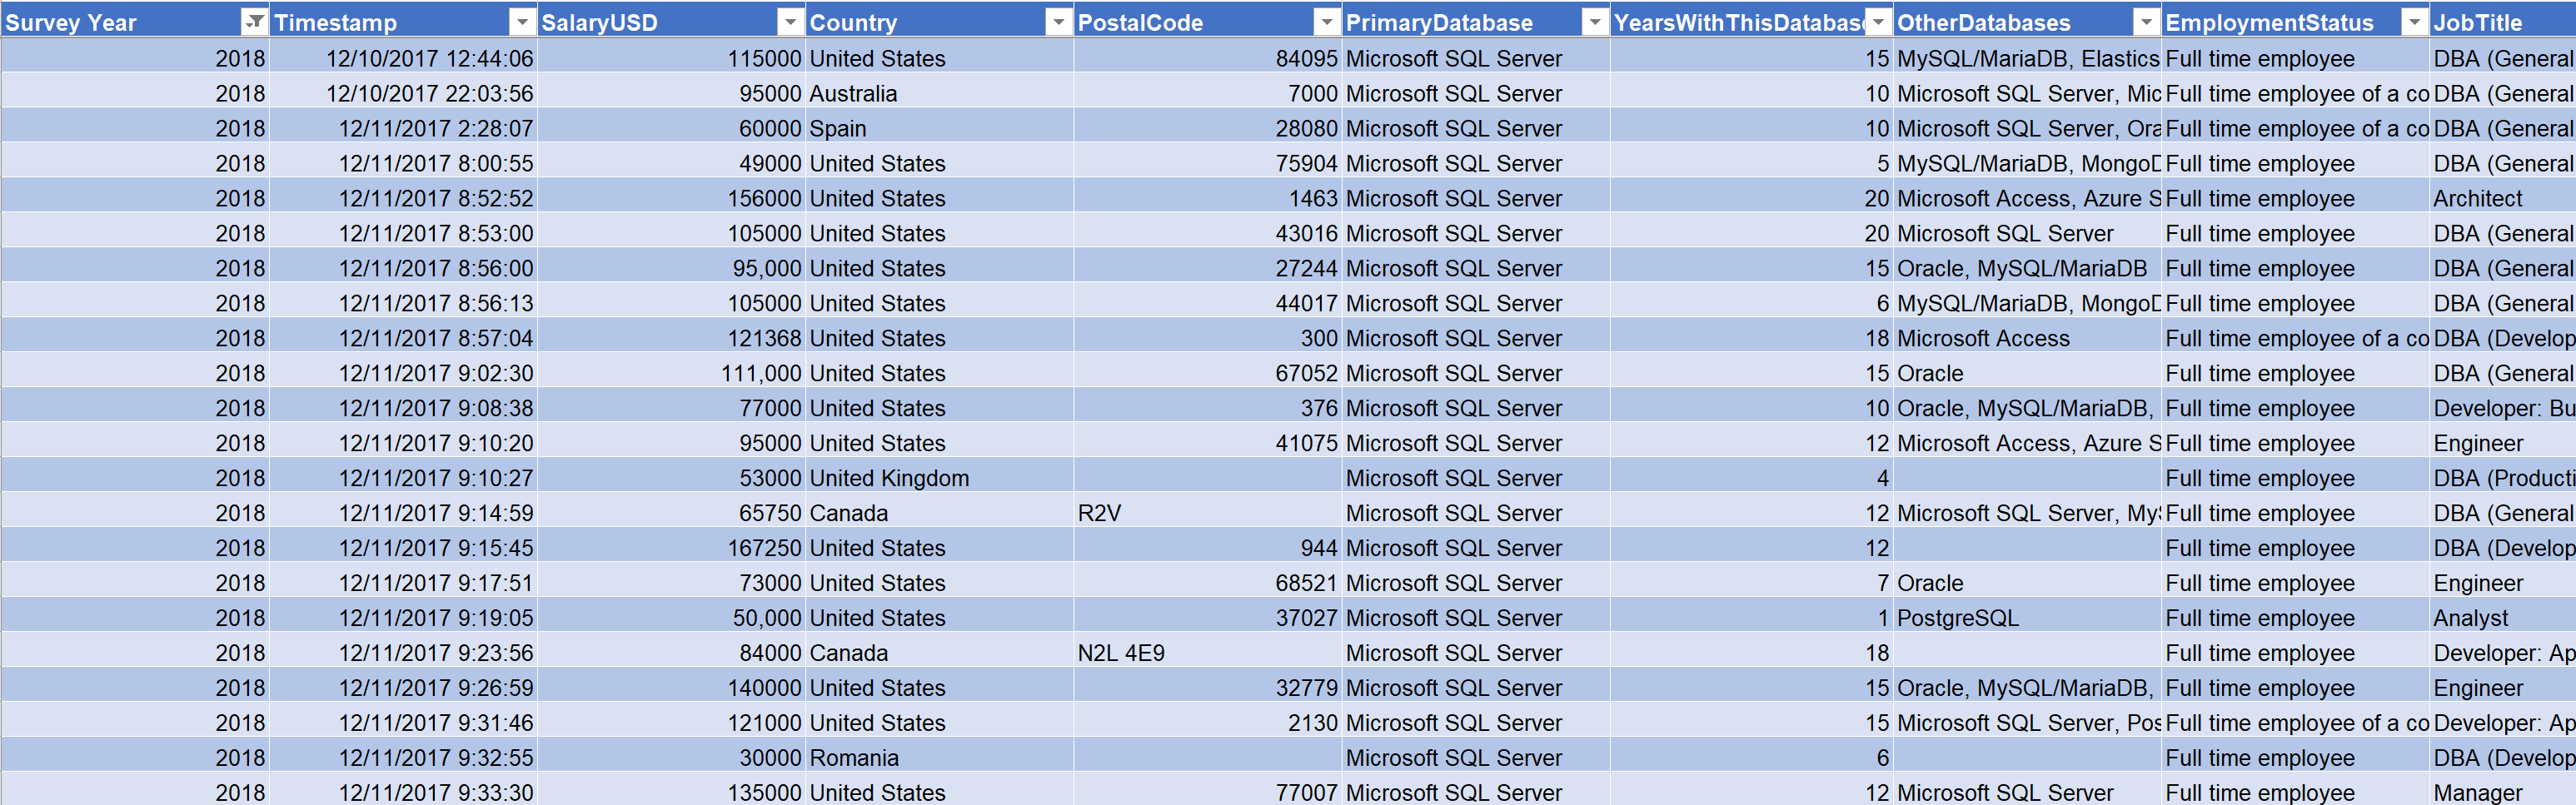 Survey Year Timestamp SalaryUSD Country PostalCode PrimaryDatabase YearsWithThisDatabase OtherDatabases EmploymentStatus JobTitle
2018 12/10/2017 12:44:06 115000 United States 84095 Microsoft SQL Server 15 MySQL/MariaDB, Elastics Full time employee DBA (General
2018 12/10/2017 22:03:56 95000 Australia 7000 Microsoft SQL Server 10 Microsoft SQL Server, Mic Full time employee of a co DBA (General
2018 12/11/2017 2:28:07 60000 Spain 28080 Microsoft SQL Server 10 Microsoft SQL Server, Ora Full time employee of a co DBA (General
2018 12/11/2017 8:00:55 49000 United States 75904 Microsoft SQL Server 5 MySQL/MariaDB, MongoD Full time employee DBA (General
2018 12/11/2017 8:52:52 156000 United States 1463 Microsoft SQL Server 20 Microsoft Access, Azure S Full time employee Architect
2018 12/11/2017 8:53:00 105000 United States 43016 Microsoft SQL Server 20 Microsoft SQL Server Full time employee DBA (General
2018 12/11/2017 8:56:00 95,000 United States 27244 Microsoft SQL Server 15 Oracle, MySQL/MariaDB Full time employee DBA (General
2018 12/11/2017 8:56:13 105000 United States 44017 Microsoft SQL Server 6 MySQL/MariaDB, MongoD Full time employee DBA (General
2018 12/11/2017 8:57:04 121368 United States 300 Microsoft SQL Server 18 Microsoft Access Full time employee of a co DBA (Develop
2018 12/11/2017 9:02:30 111,000 United States 67052 Microsoft SQL Server 15 Oracle Full time employee DBA (General
2018 12/11/2017 9:08:38 77000 United States 376 Microsoft SQL Server 10 Oracle, MySQL/MariaDB, Full time employee Developer: Bu
2018 12/11/2017 9:10:20 95000 United States 41075 Microsoft SQL Server 12 Microsoft Access, Azure S Full time employee Engineer
2018 12/11/2017 9:10:27 53000 United Kingdom Microsoft SQL Server 4 Full time employee DBA (Producti
2018 12/11/2017 9:14:59 65750 Canada R2V Microsoft SQL Server 12 Microsoft SQL Server, MyS Full time employee DBA (General
2018 12/11/2017 9:15:45 167250 United States 944 Microsoft SQL Server 12 Full time employee DBA (Develop
2018 12/11/2017 9:17:51 73000 United States 68521 Microsoft SQL Server 7 Oracle Full time employee Engineer
2018 12/11/2017 9:19:05 50,000 United States 37027 Microsoft SQL Server 1 PostgreSQL Full time employee Analyst
2018 12/11/2017 9:23:56 84000 Canada N2L 4E9 Microsoft SQL Server 18 Full time employee Developer: Ap
2018 12/11/2017 9:26:59 140000 United States 32779 Microsoft SQL Server 15 Oracle, MySQL/MariaDB, Full time employee Engineer
2018 12/11/2017 9:31:46 121000 United States 2130 Microsoft SQL Server 15 Microsoft SQL Server, Pos Full time employee of a co Developer: Ap
2018 12/11/2017 9:32:55 30000 Romania Microsoft SQL Server 6 Full time employee DBA (Develop
2018 12/11/2017 9:33:30 135000 United States 77007 Microsoft SQL Server 12 Microsoft SQL Server Full time employee Manager